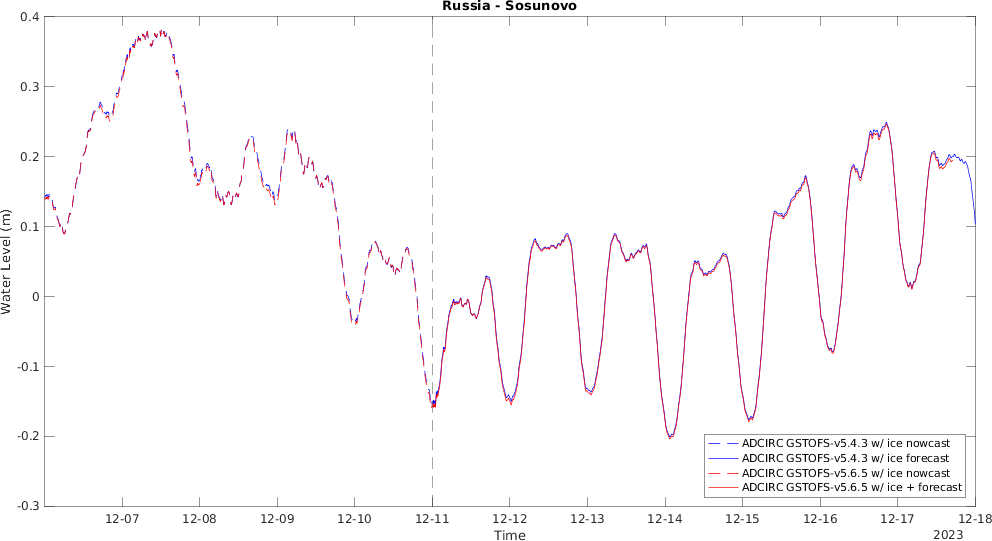 Russia - Sosunovo
0.4
0.3
0.2
0.1
0
-0.1
-0.2
-0.3
Water Level (m)
ADCIRC GSTOFS-v5.4.3 w/ ice nowcast
ADCIRC GSTOFS-v5.4.3 w/ ice forecast
ADCIRC GSTOFS-v5.6.5 w/ ice nowcast
ADCIRC GSTOFS-v5.6.5 w/ ice + forecast
12-07 12-08 12-09 12-10 12-11 12-12 12-13 12-14 12-15 12-16 12-17 12-18
Time
2023